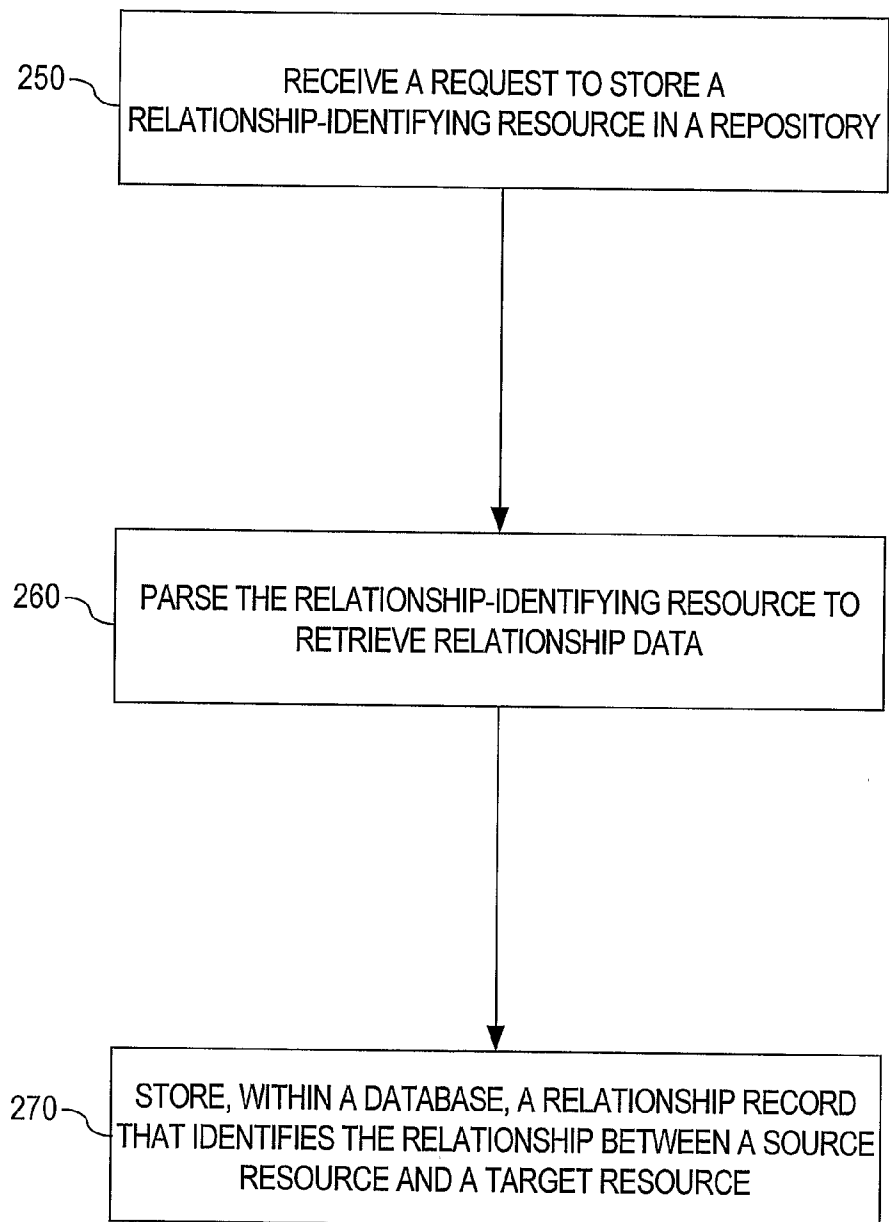 250
RECEIVE A REQUEST TO STORE A
RELATIONSHIP-IDENTIFYING RESOURCE IN A REPOSITORY
260
PARSE THE RELATIONSHIP-IDENTIFYING RESOURCE TO
RETRIEVE RELATIONSHIP DATA
270
STORE, WITHIN A DATABASE, A RELATIONSHIP RECORD
THAT IDENTIFIES THE RELATIONSHIP BETWEEN A SOURCE
RESOURCE AND A TARGET RESOURCE